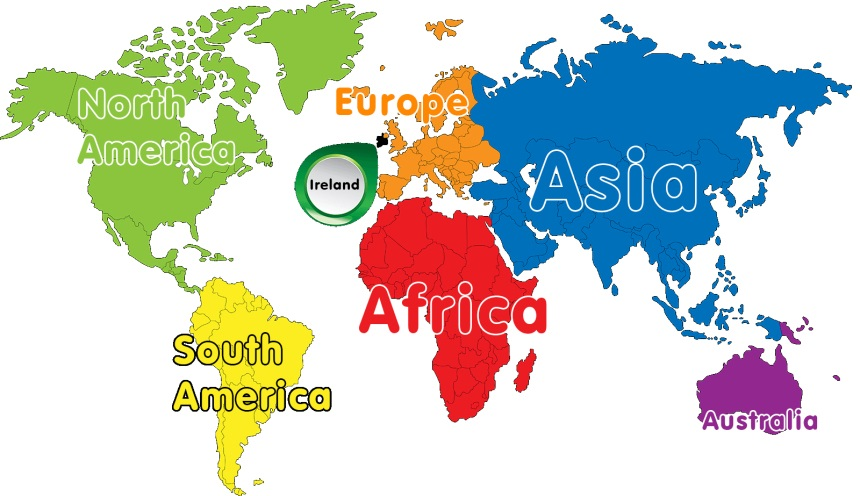 North
America
Europe
Ireland
Asia
Africa
South
America
Australia